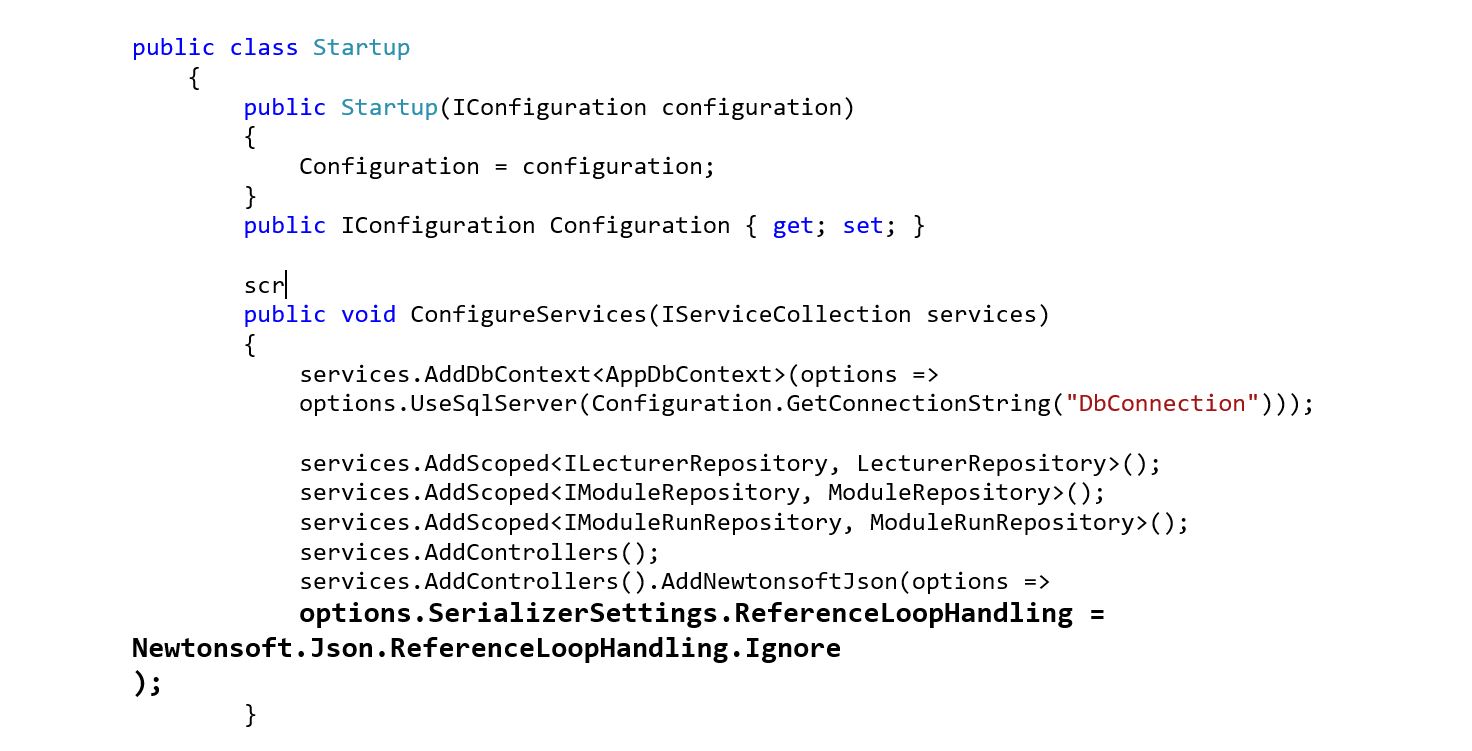 public class Startup
{
public Startup(IConfiguration configuration)
{
Configuration = configuration;
}
public IConfiguration Configuration { get; set; }
scr
public void ConfigureServices(IServiceCollection services)
{
services.AddDbContext<AppDbContext>(options =>
options.UseSqlServer(Configuration.GetConnectionString("DbConnection")));
services.AddScoped<ILecturerRepository, LecturerRepository>();
services.AddScoped<IModuleRepository, ModuleRepository>();
services.AddScoped<IModuleRunRepository, ModuleRunRepository>();
services.AddControllers();
services.AddControllers().AddNewtonsoftJson(options =>
options.SerializerSettings.ReferenceLoopHandling =
Newtonsoft.Json.ReferenceLoopHandling.Ignore
);
}